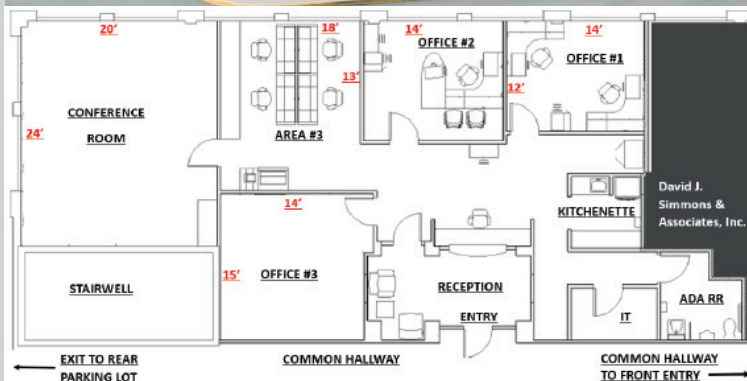 20'
18'
14'
OFFICE #2
14'
OFFICE #1
13'
12'
24'
CONFERENCE
ROOM
AREA #3
14'
KITCHENETTE
David J.
Simmons &
Associates, Inc.
15'
OFFICE #3
STAIRWELL
RECEPTION
ENTRY
IT
ADA RR
EXIT TO REAR
PARKING LOT
COMMON HALLWAY
COMMON HALLWAY
TO FRONT ENTRY